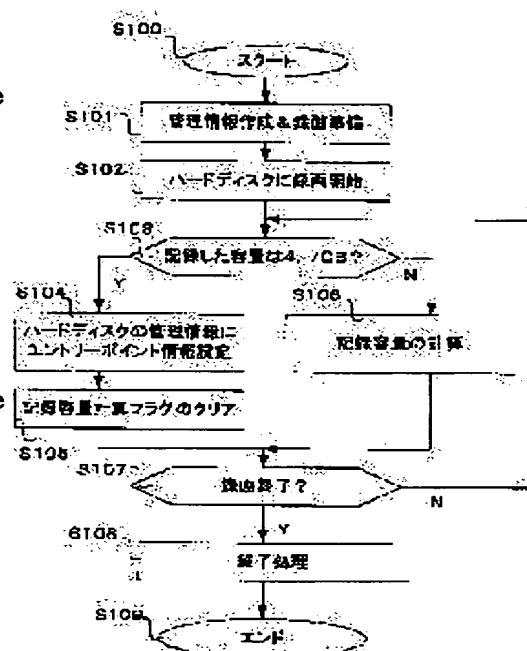 S100
スタート
S101
管理情報作成&録画準備
S102
ハードディスクに録画開始
S103
記録した容量は4.7GB?
Y
N
S104
ハードディスクの管理情報に
エントリーポイント情報設定
S106
記録容量の計算
記録容量計算フラグのクリア
S105
S107
録画終了?
N
Y
S108
終了処理
S109
エンド
e
e